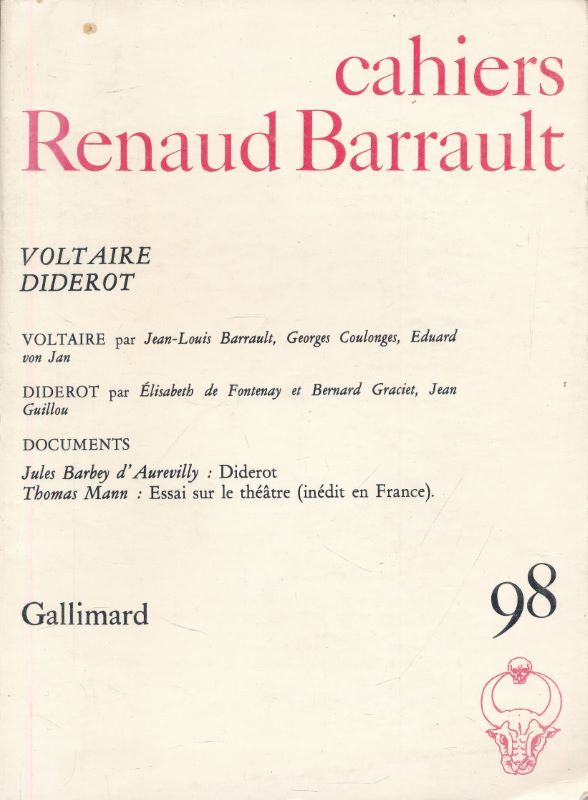 cahiers
Renaud Barrault
VOLTAIRE
DIDEROT
VOLTAIRE par Jean-Louis Barrault, Georges Coulonges, Eduard
von Jan
DIDEROT par Élisabeth de Fontenay et Bernard Graciet, Jean
Guillou
DOCUMENTS
Jules Barbey d'Aurevilly : Diderot
Thomas Mann : Essai sur le théâtre (inédit en France).
Gallimard
98